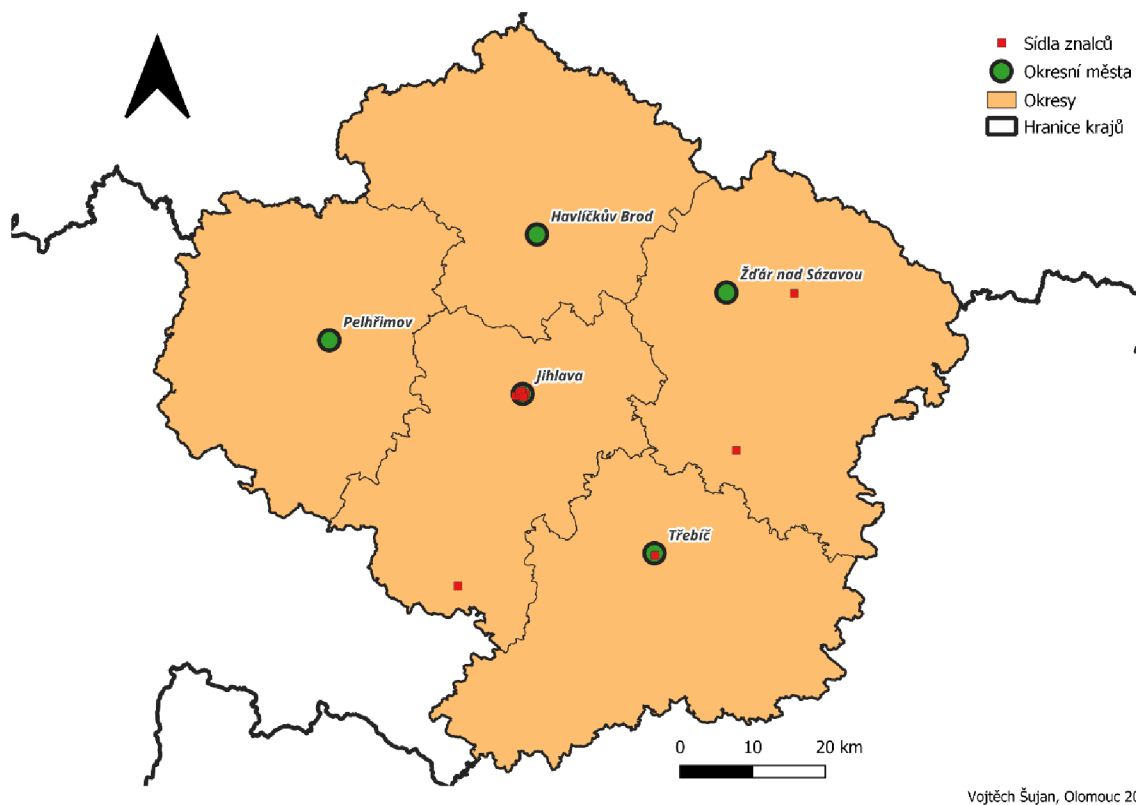 Sídla znalců
Okresní města
Okresy
Hranice krajů
Havlíčkův Brod
Žďár nad Sázavou
Pelhřimov
Jihlava
Třebíč
0 10 20 km
Vojtěch Šujan, Olomouc 20